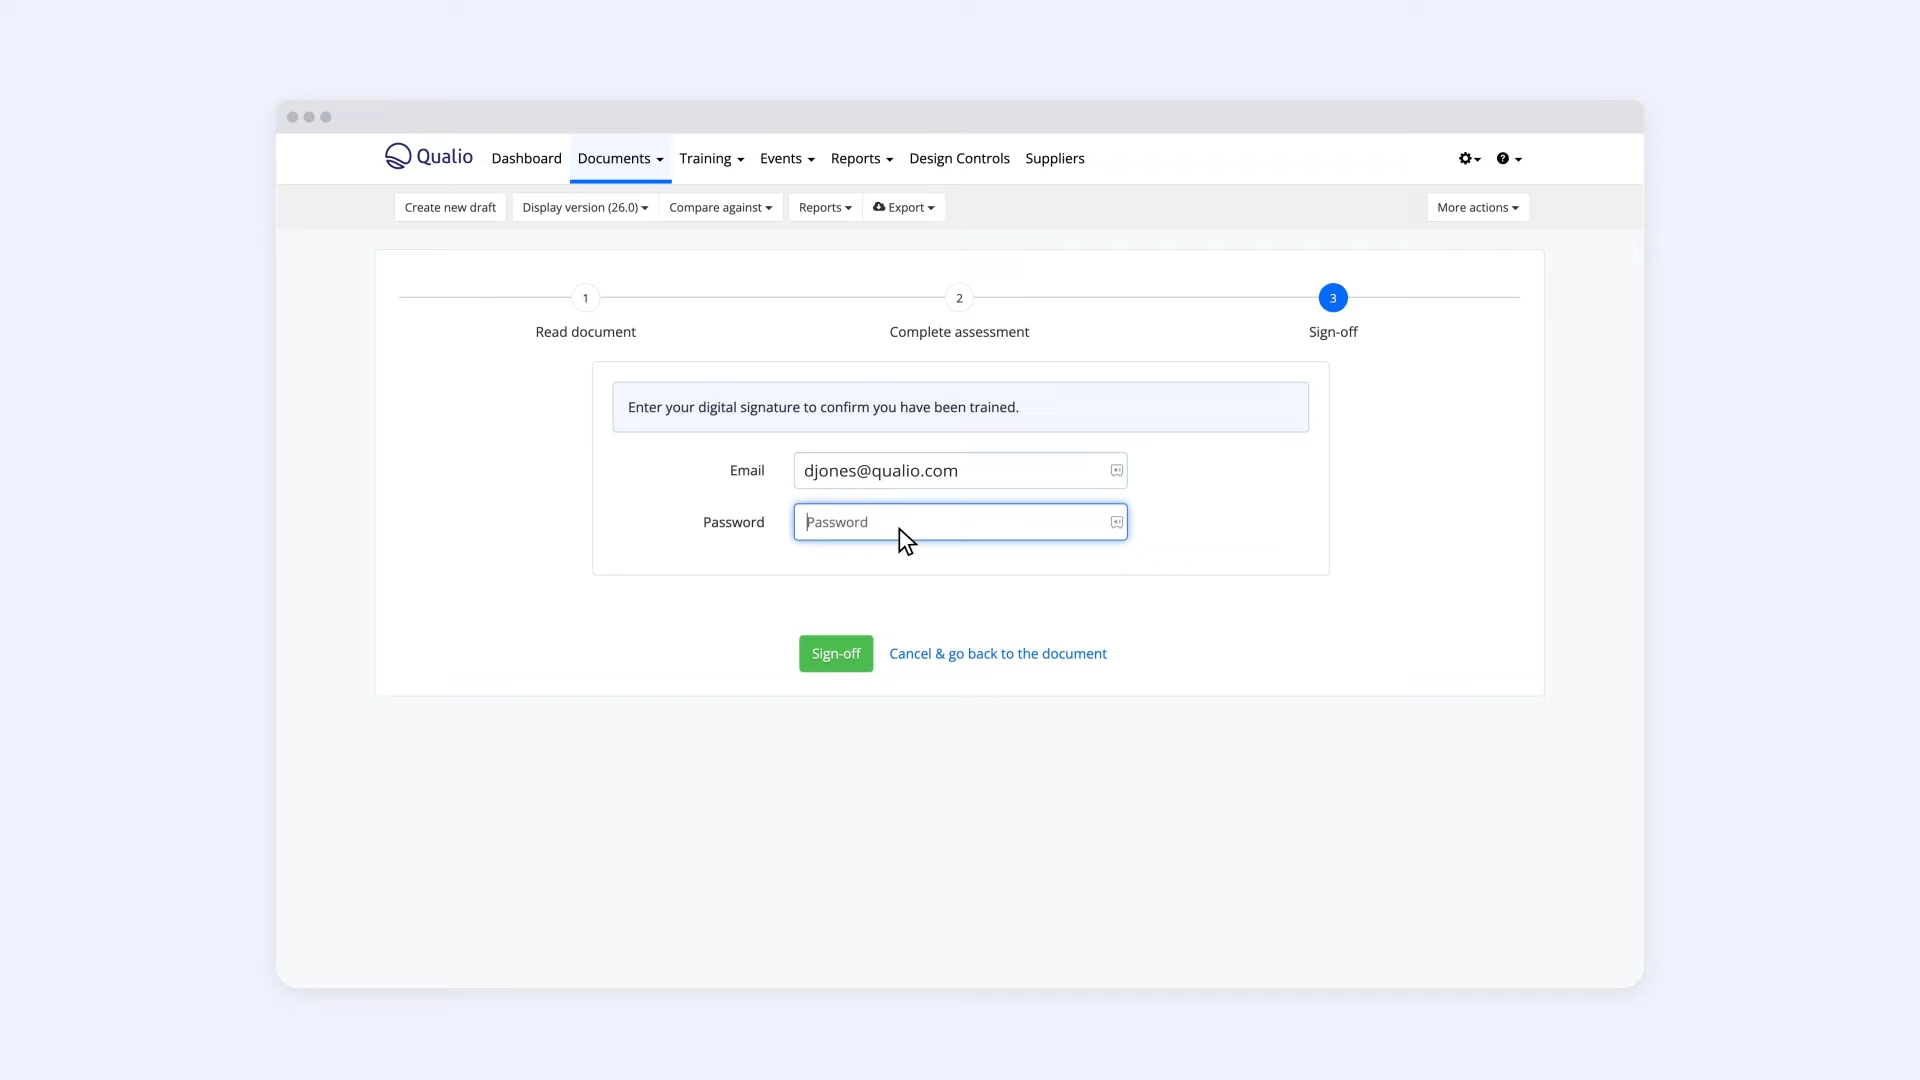 Qualio Dashboard Documents Training Events Reports Design Controls Suppliers
Create new draft Display version (26.0) Compare against Reports Export More actions
1 2 3
Read document Complete assessment Sign-off
Enter your digital signature to confirm you have been trained.
Email djones@qualio.com
Password Password
Sign-off Cancel & go back to the document